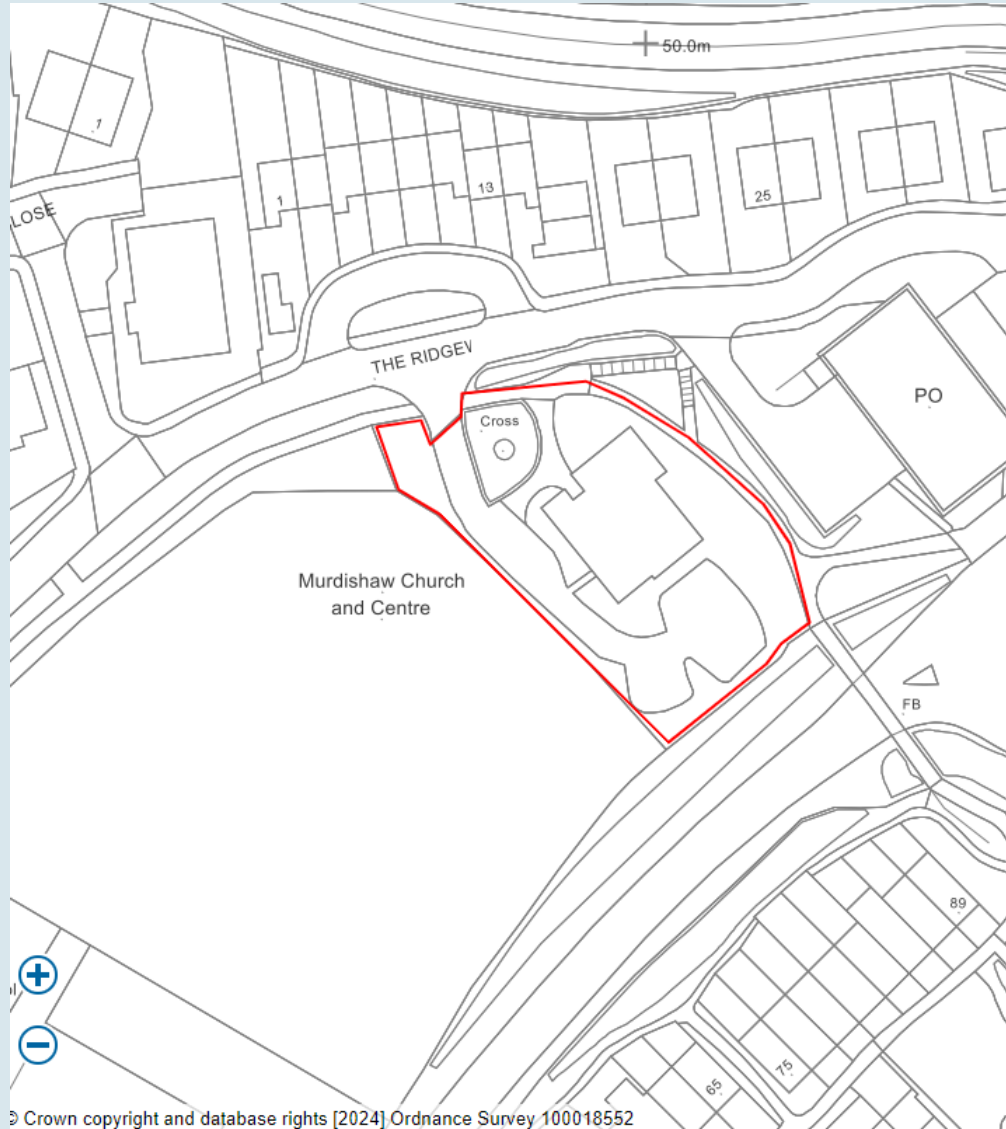 50.0m
1
LOSE
1
13
25
THE RIDGEW
PO
Cross
Murdishaw Church
and Centre
FB
89
75
65
© Crown copyright and database rights [2024] Ordnance Survey 100018552